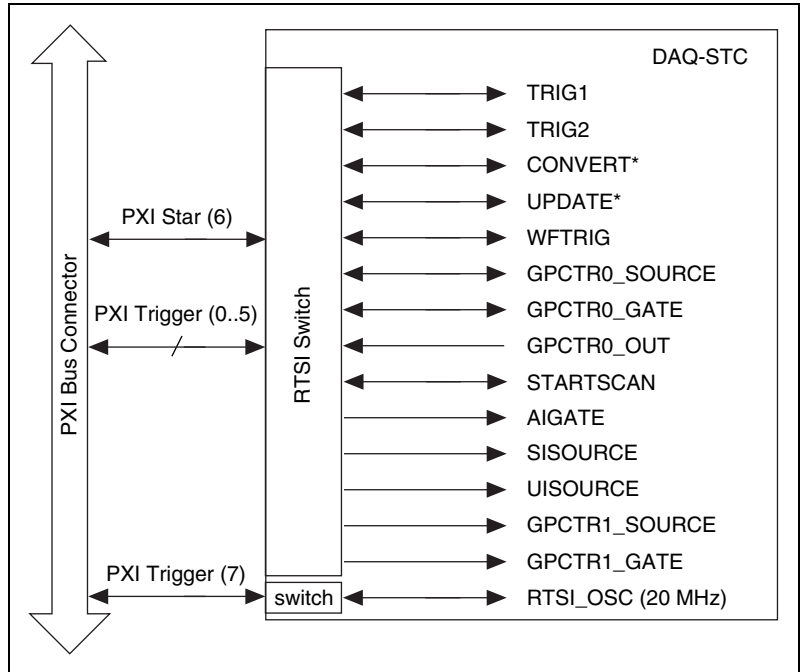 DAQ-STC
TRIG1
TRIG2
CONVERT*
UPDATE*
PXI Star (6)
WFTRIG
GPCTR0_SOURCE
PXI Trigger (0..5)
GPCTR0_GATE
GPCTR0_OUT
PXI Bus Connector
RTSI Switch
STARTSCAN
AIGATE
SISOURCE
UISOURCE
GPCTR1_SOURCE
GPCTR1_GATE
PXI Trigger (7)
switch
RTSI_OSC (20 MHz)